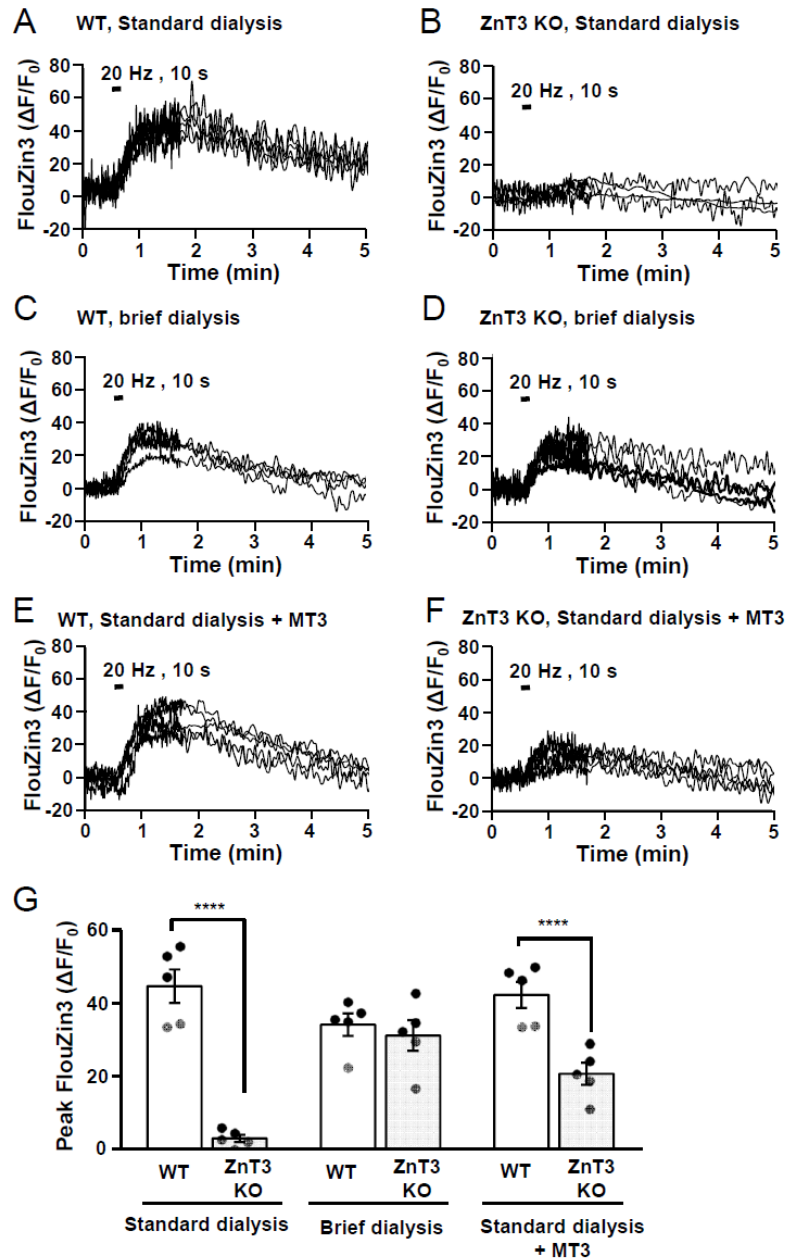 A WT, Standard dialysis
FlouZin3 (ΔF/F0)
80
60
40
20
0
-20
20 Hz , 10 s
0 1 2 3 4 5
Time (min)
B ZnT3 KO, Standard dialysis
FlouZin3 (ΔF/F0)
80
60
40
20
0
-20
20 Hz , 10 s
0 1 2 3 4 5
Time (min)
C WT, brief dialysis
FlouZin3 (ΔF/F0)
80
60
40
20
0
-20
20 Hz , 10 s
0 1 2 3 4 5
Time (min)
D ZnT3 KO, brief dialysis
FlouZin3 (ΔF/F0)
80
60
40
20
0
-20
20 Hz , 10 s
0 1 2 3 4 5
Time (min)
E WT, Standard dialysis + MT3
FlouZin3 (ΔF/F0)
80
60
40
20
0
-20
20 Hz , 10 s
0 1 2 3 4 5
Time (min)
F ZnT3 KO, Standard dialysis + MT3
FlouZin3 (ΔF/F0)
80
60
40
20
0
-20
20 Hz , 10 s
0 1 2 3 4 5
Time (min)
G
Peak FlouZin3 (ΔF/F0)
60
40
20
0
**** ****
WT ZnT3 WT ZnT3 WT ZnT3
KO KO KO
Standard dialysis Brief dialysis Standard dialysis
+ MT3